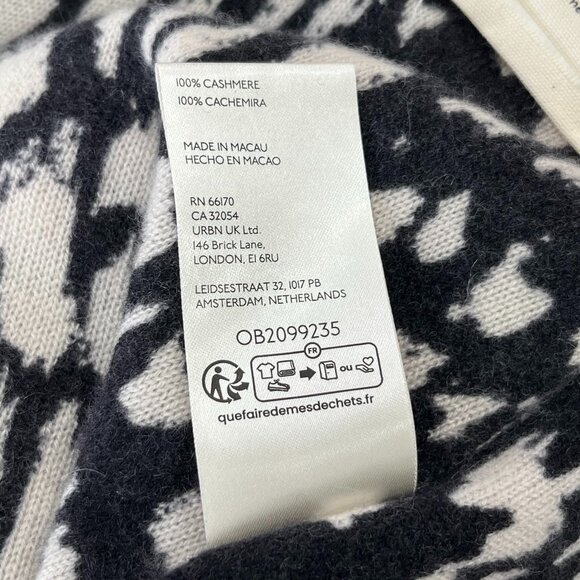 100% CASHMERE
100% CACHEMIRA
MADE IN MACAU
HECHO EN MACAO
RN 66170
CA 32054
URBN UK Ltd.
146 Brick Lane,
LONDON, E1 6RU
LEIDSESTRAAT 32, 1017 PB
AMSTERDAM, NETHERLANDS
OB2099235
FR
OU
quefairedemesdechets.fr